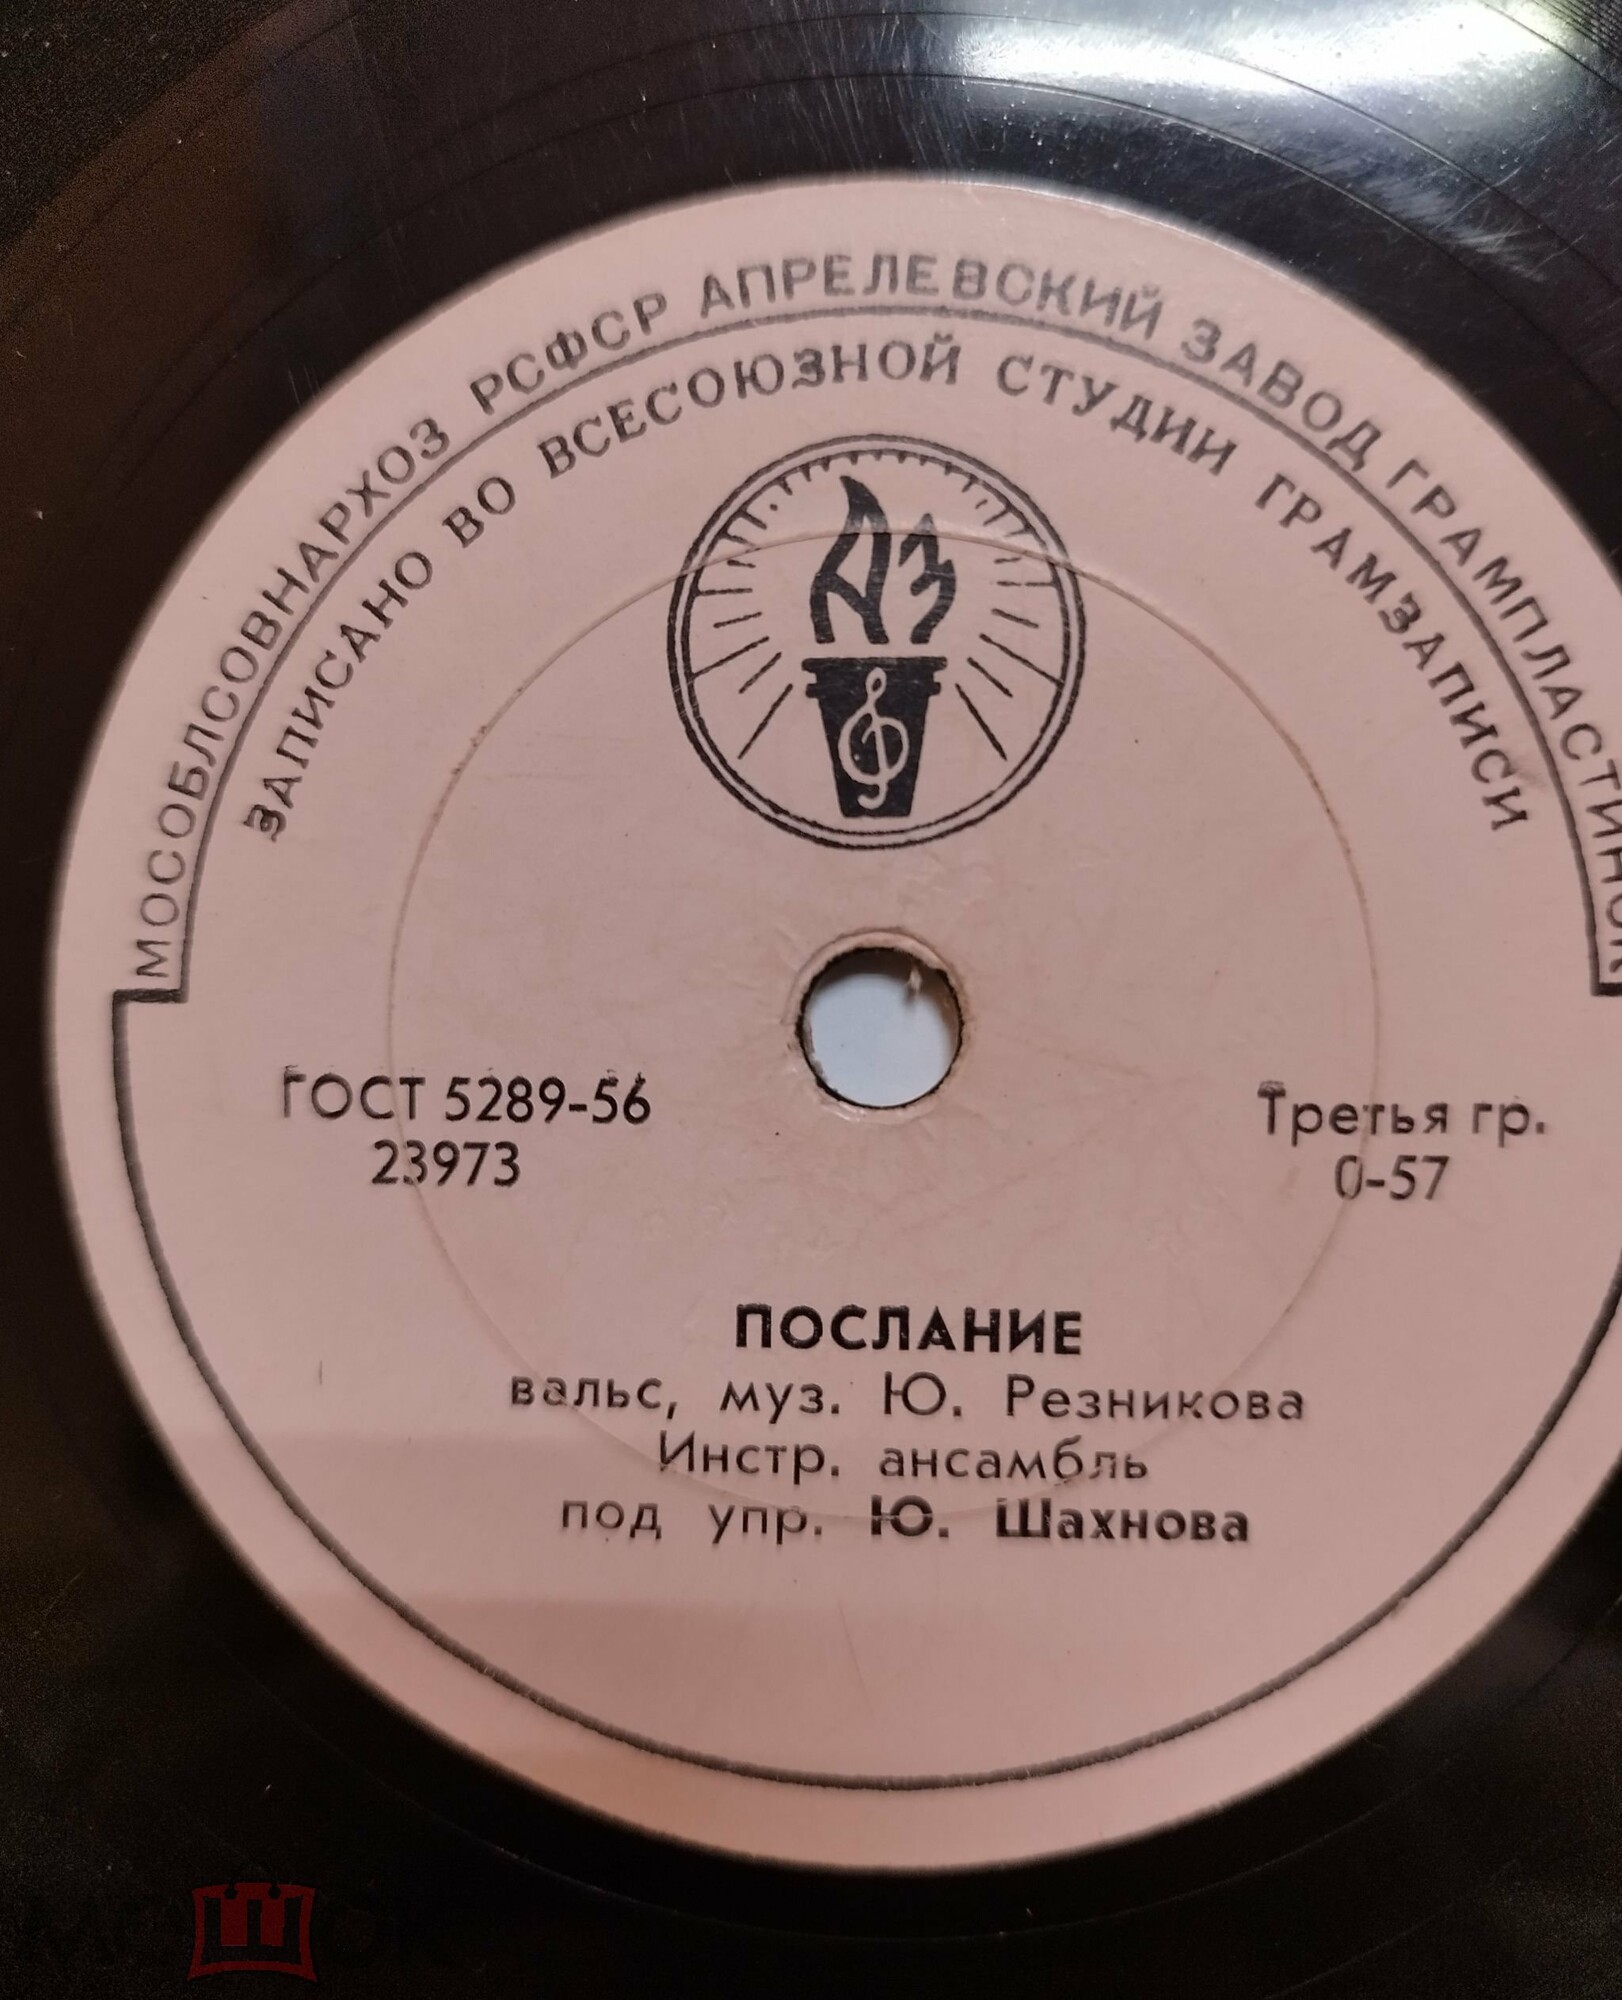 МОСОБЛСОВНАРХОЗ РСФСР АПРЕЛЕВСКИЙ ЗАВОД ГРАМПЛАСТИНОК
ЗАПИСАНО ВО ВСЕСОЮЗНОЙ СТУДИИ ГРАМЗАПИСИ
АЗ
ГОСТ 5289-56
23973
Третья гр.
0-57
ПОСЛАНИЕ
вальс, муз. Ю. Резникова
Инстр. ансамбль
под упр. Ю. Шахнова